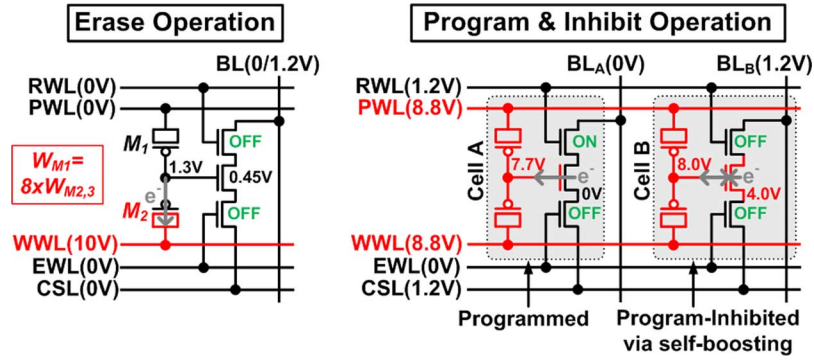 Erase Operation
BL(0/1.2V)
RWL(0V)
PWL(0V)
M1
OFF
1.3V
WM1=
8xWM2,3
0.45V
e-
M2
OFF
WWL(10V)
EWL(0V)
CSL(0V)
Program & Inhibit Operation
BLA(0V)
BLB(1.2V)
RWL(1.2V)
PWL(8.8V)
Cell A
ON
7.7V
e-
0V
OFF
Cell B
OFF
8.0V
e-
4.0V
OFF
WWL(8.8V)
EWL(0V)
CSL(1.2V)
Programmed
Program-Inhibited
via self-boosting